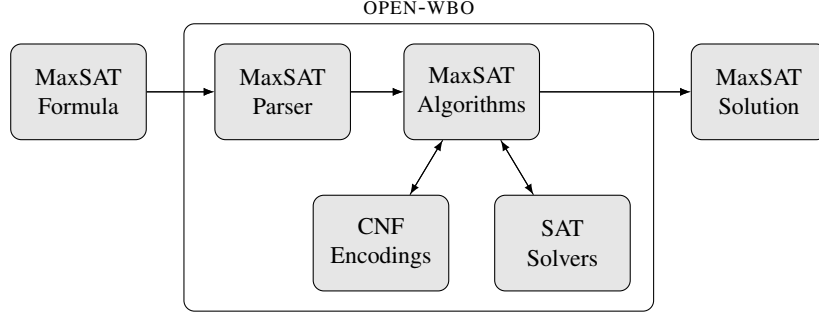 OPEN-WBO
MaxSAT
Formula
MaxSAT
Parser
MaxSAT
Algorithms
MaxSAT
Solution
CNF
Encodings
SAT
Solvers